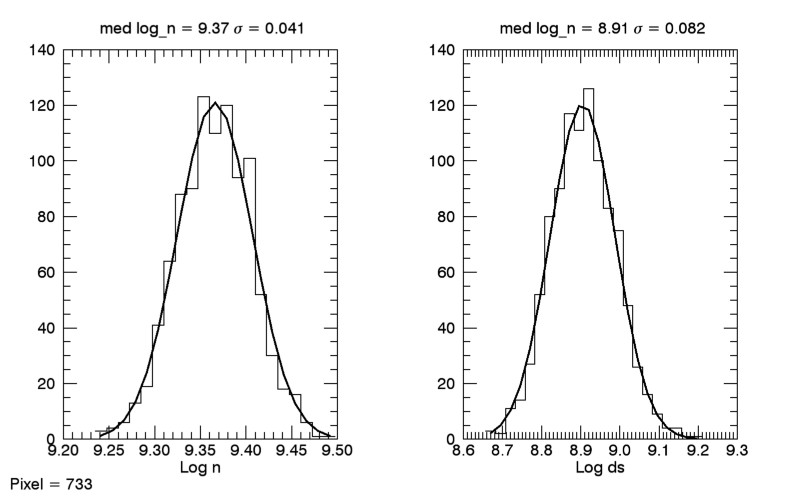 med log_n = 9.37 σ = 0.041
140
120
100
80
60
40
20
0
9.20 9.25 9.30 9.35 9.40 9.45 9.50
Log n
med log_n = 8.91 σ = 0.082
140
120
100
80
60
40
20
0
8.6 8.7 8.8 8.9 9.0 9.1 9.2 9.3
Log ds
Pixel = 733